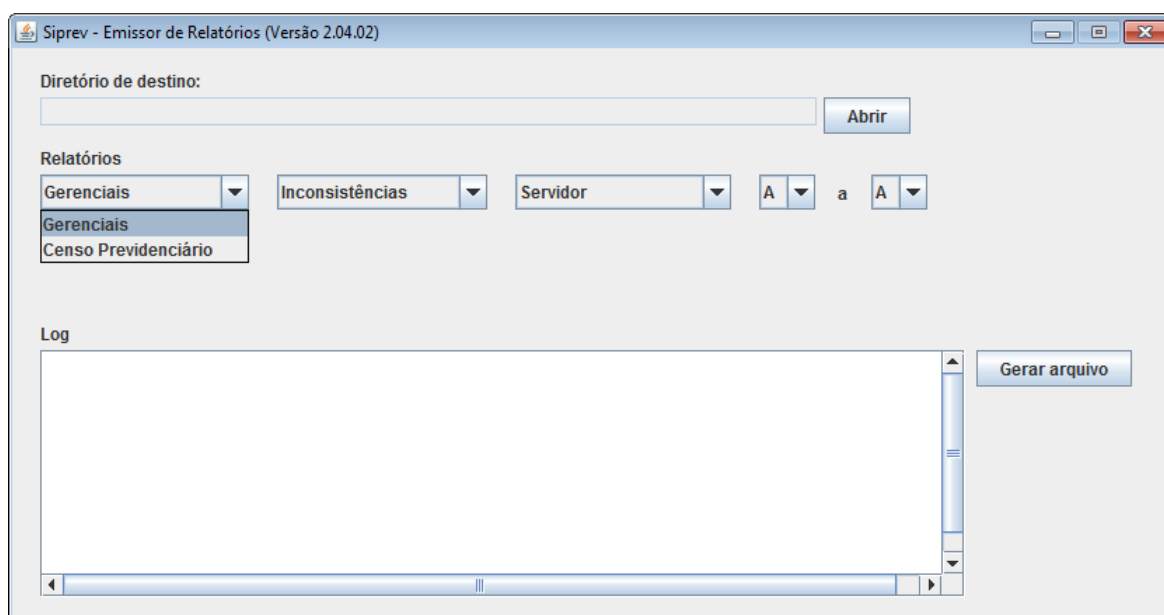 Siprev - Emissor de Relatórios (Versão 2.04.02)
Diretório de destino:
Abrir
Relatórios
Gerenciais Inconsistências Servidor A a A
Gerenciais
Censo Previdenciário
Log
Gerar arquivo